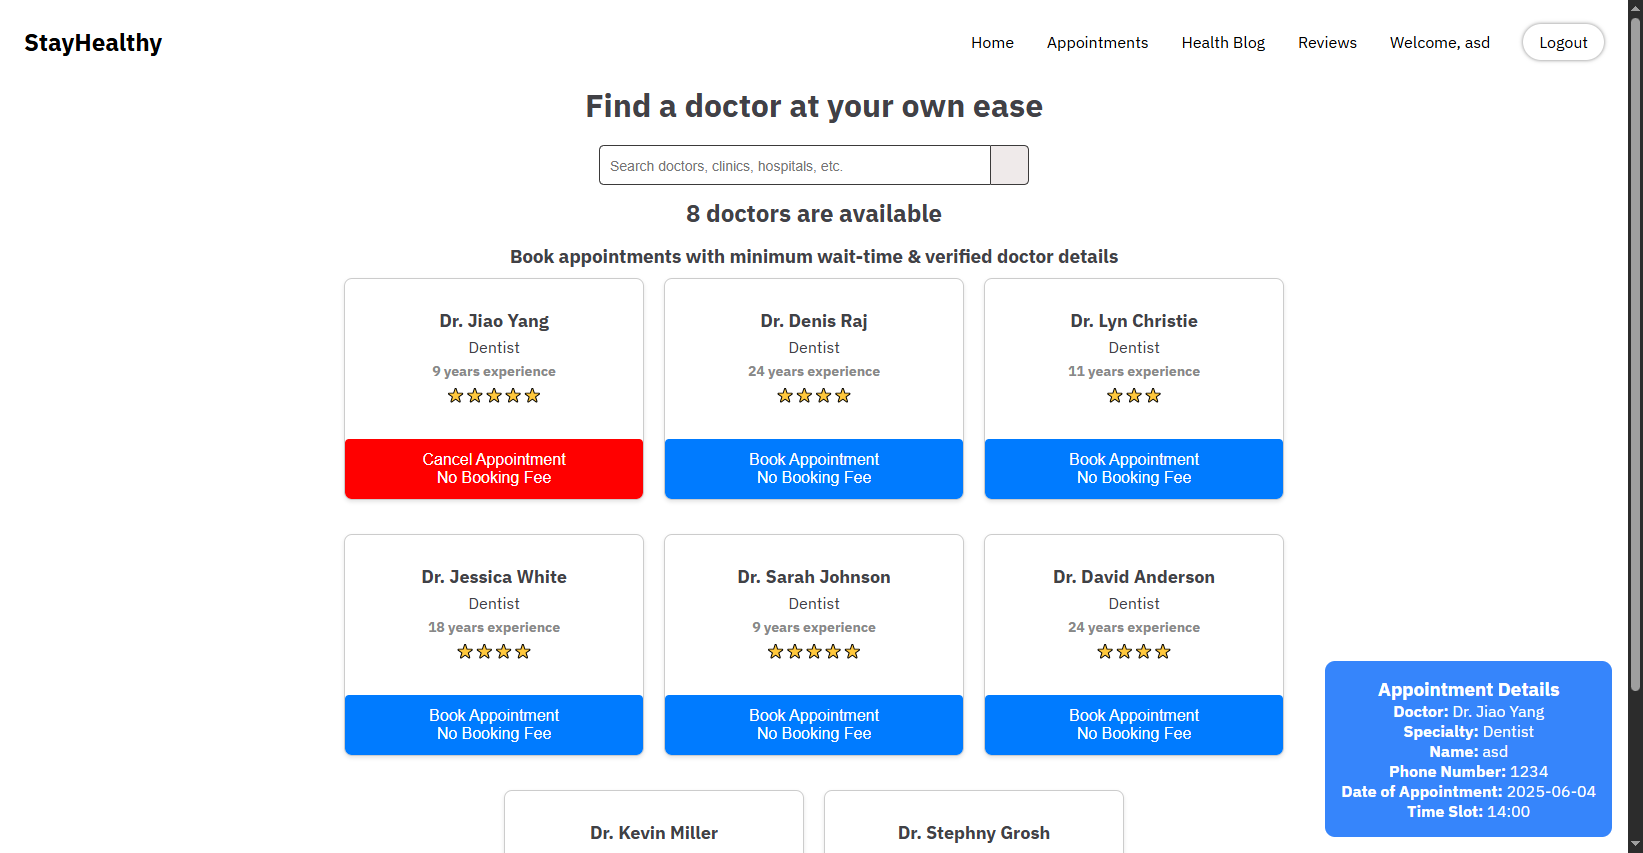 StayHealthy
Home
Appointments
Health Blog
Reviews
Welcome, asd
Logout
Find a doctor at your own ease
Search doctors, clinics, hospitals, etc.
8 doctors are available
Book appointments with minimum wait-time & verified doctor details
Dr. Jiao Yang
Dentist
9 years experience
Cancel Appointment
No Booking Fee
Dr. Denis Raj
Dentist
24 years experience
Book Appointment
No Booking Fee
Dr. Lyn Christie
Dentist
11 years experience
Book Appointment
No Booking Fee
Dr. Jessica White
Dentist
18 years experience
Book Appointment
No Booking Fee
Dr. Sarah Johnson
Dentist
9 years experience
Book Appointment
No Booking Fee
Dr. David Anderson
Dentist
24 years experience
Book Appointment
No Booking Fee
Dr. Kevin Miller
Dr. Stephny Grosh
Appointment Details
Doctor: Dr. Jiao Yang
Specialty: Dentist
Name: asd
Phone Number: 1234
Date of Appointment: 2025-06-04
Time Slot: 14:00